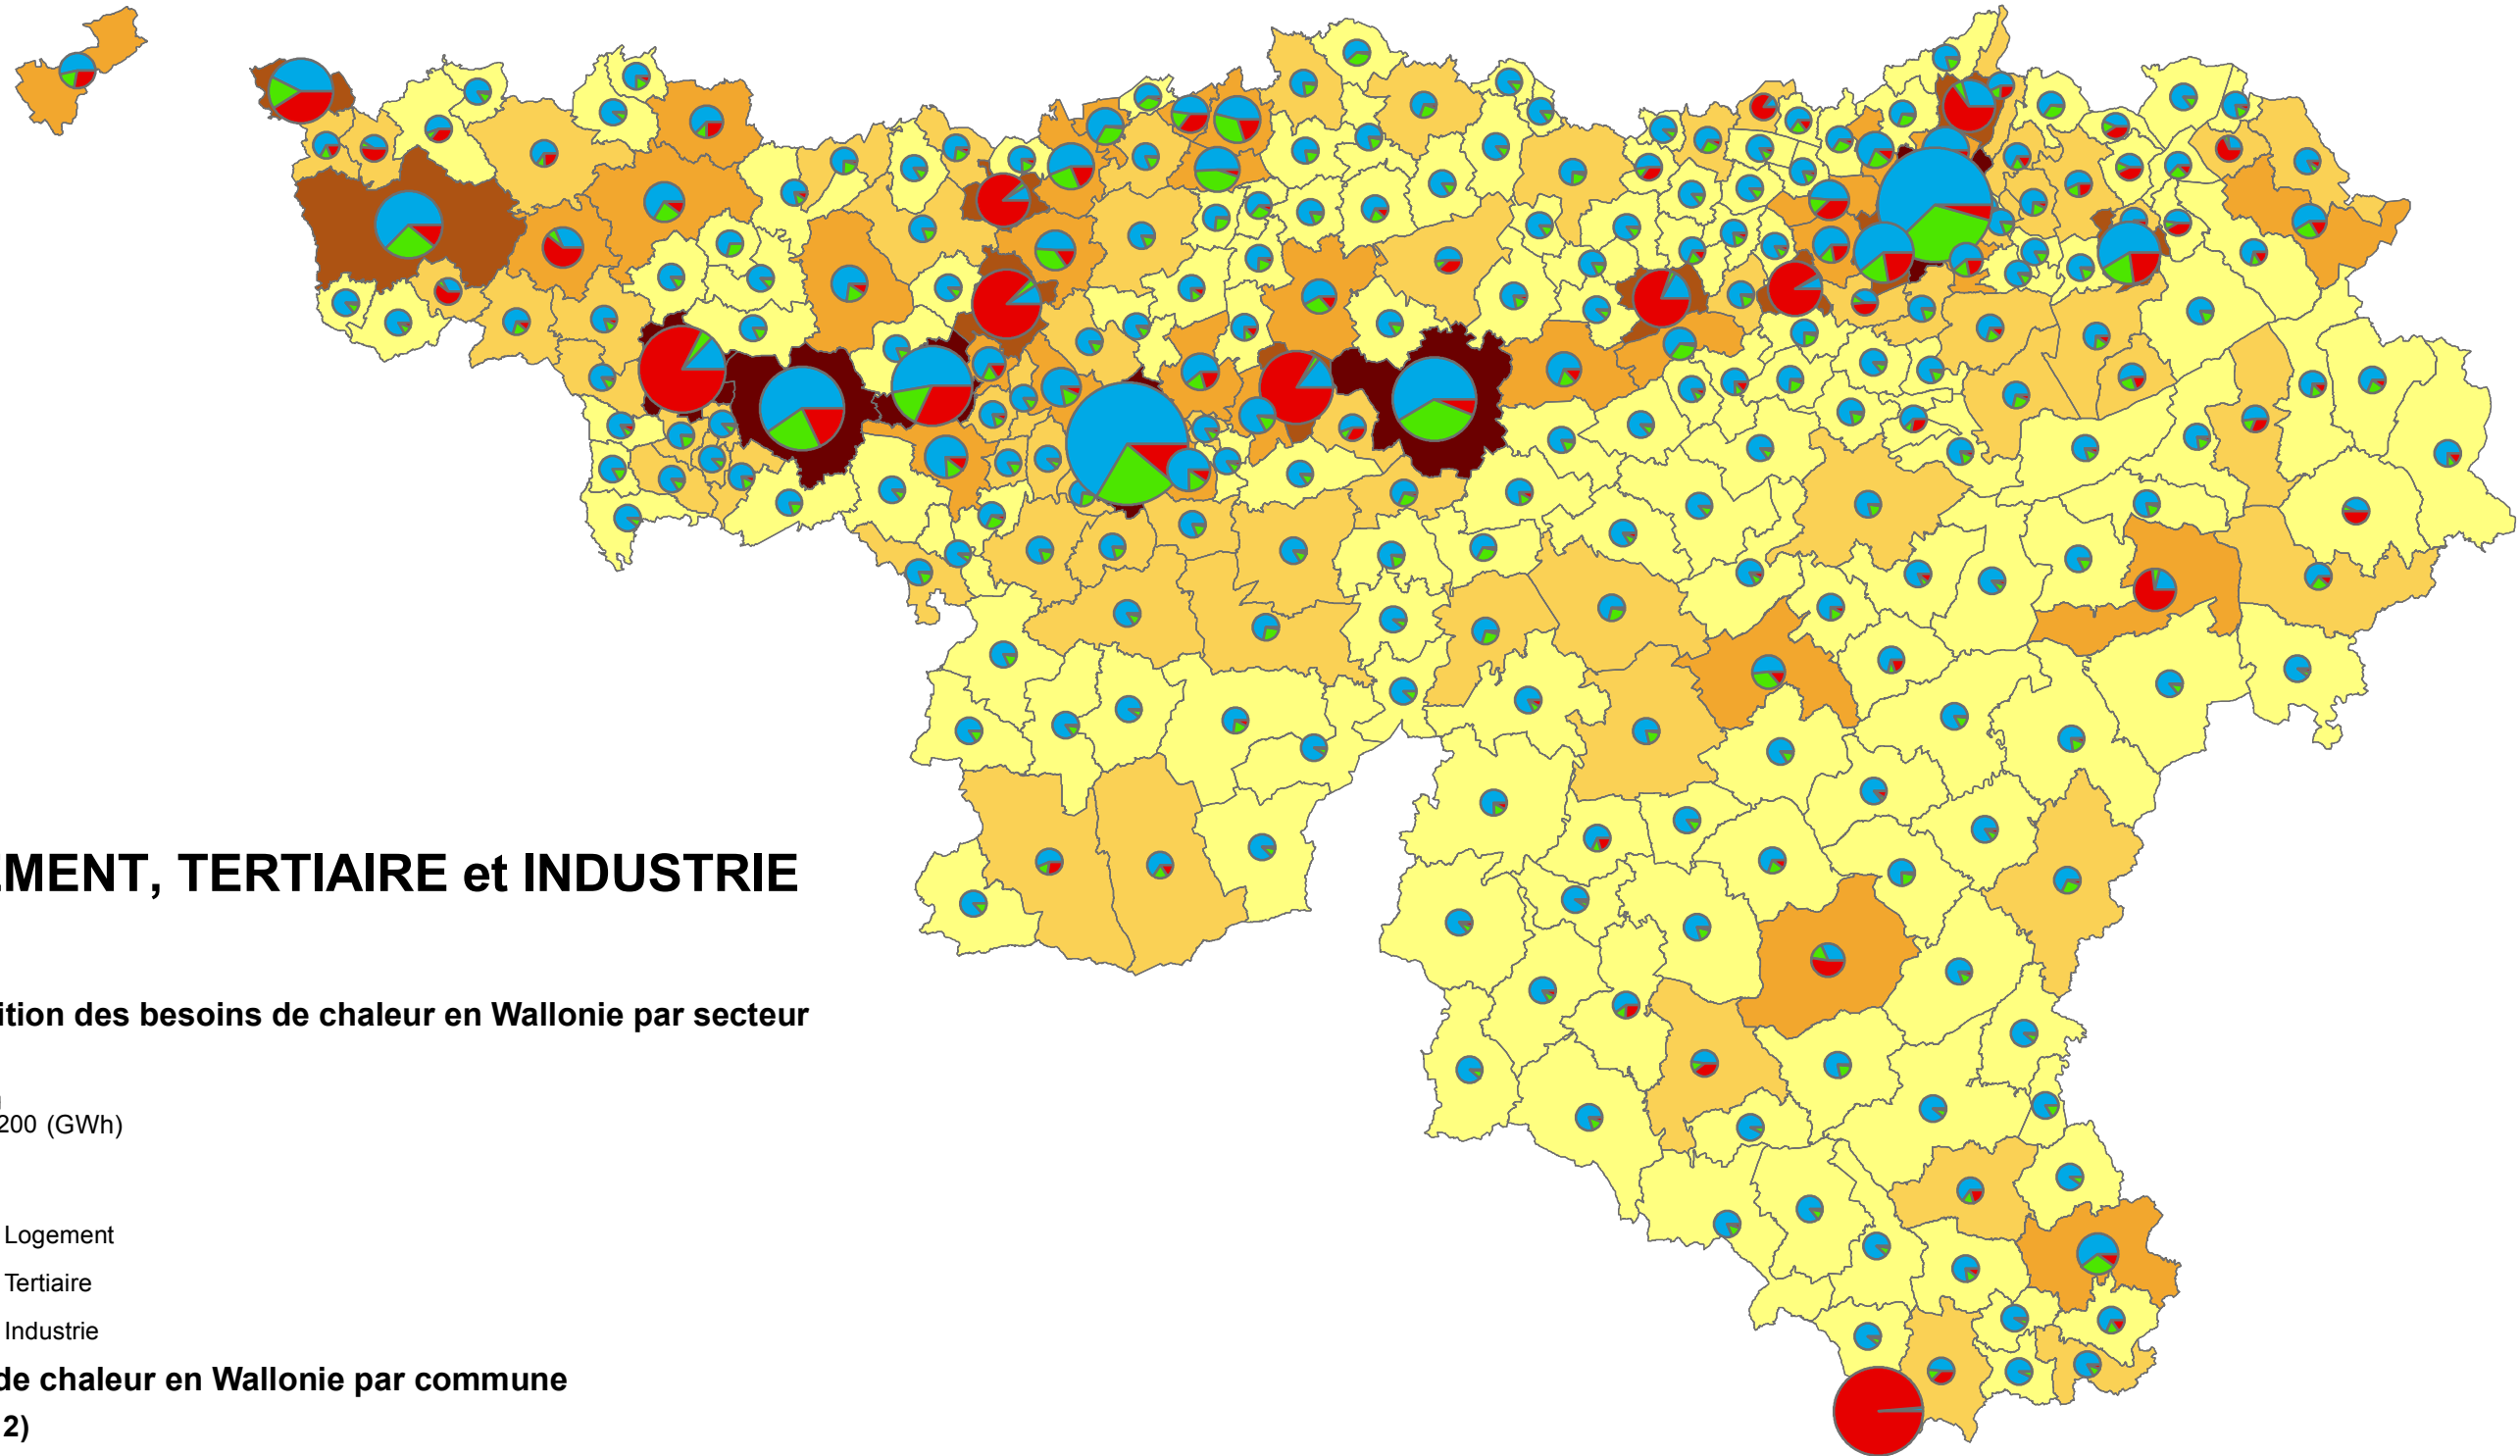 EMENT, TERTIAIRE et INDUSTRIE
ition des besoins de chaleur en Wallonie par secteur
200 (GWh)
Logement
Tertiaire
Industrie
de chaleur en Wallonie par commune
2)